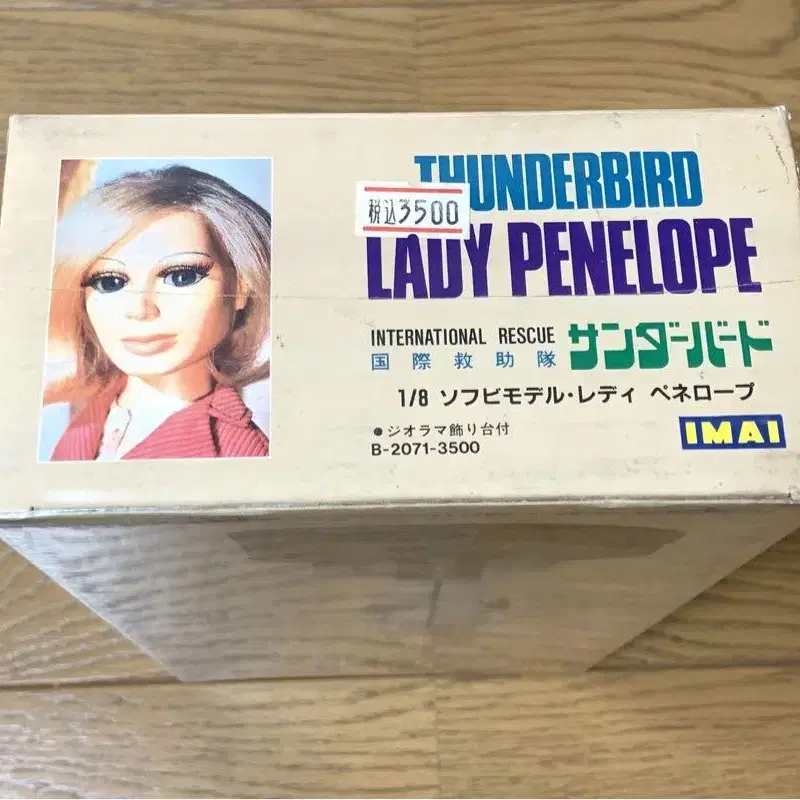 THUNDERBIRD
税込3500
LADY PENELOPE
INTERNATIONAL RESCUE
国際救助隊
サンダーバード
1/8 ソフビモデル・レディ ペネロープ
●ジオラマ飾り台付
B-2071-3500
IMAI